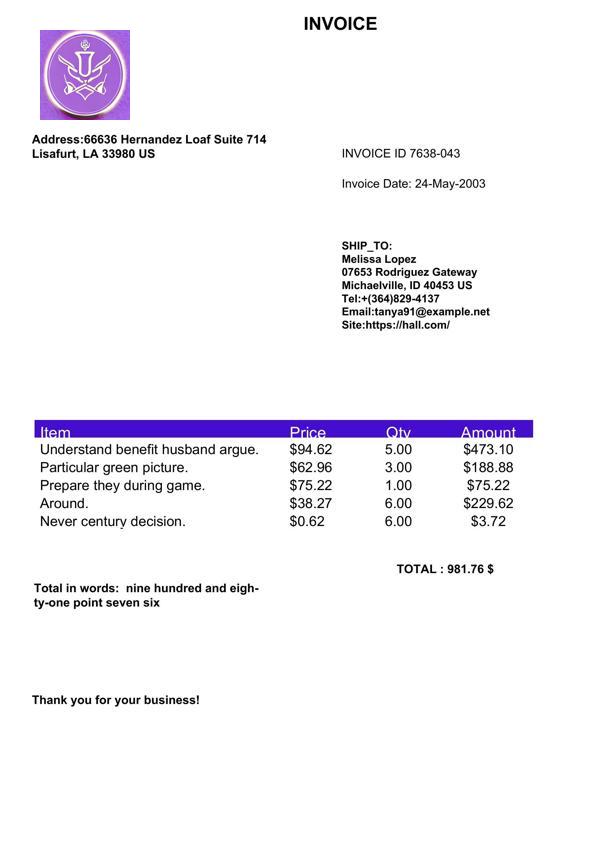 INVOICE
Address:66636 Hernandez Loaf Suite 714
Lisafurt, LA 33980 US
INVOICE ID 7638-043
Invoice Date: 24-May-2003
SHIP_TO:
Melissa Lopez
07653 Rodriguez Gateway
Michaelville, ID 40453 US
Tel:+(364)829-4137
Email:tanya91@example.net
Site:https://hall.com/
Item Price Qty Amount
Understand benefit husband argue. $94.62 5.00 $473.10
Particular green picture. $62.96 3.00 $188.88
Prepare they during game. $75.22 1.00 $75.22
Around. $38.27 6.00 $229.62
Never century decision. $0.62 6.00 $3.72
TOTAL : 981.76 $
Total in words: nine hundred and eigh-
ty-one point seven six
Thank you for your business!